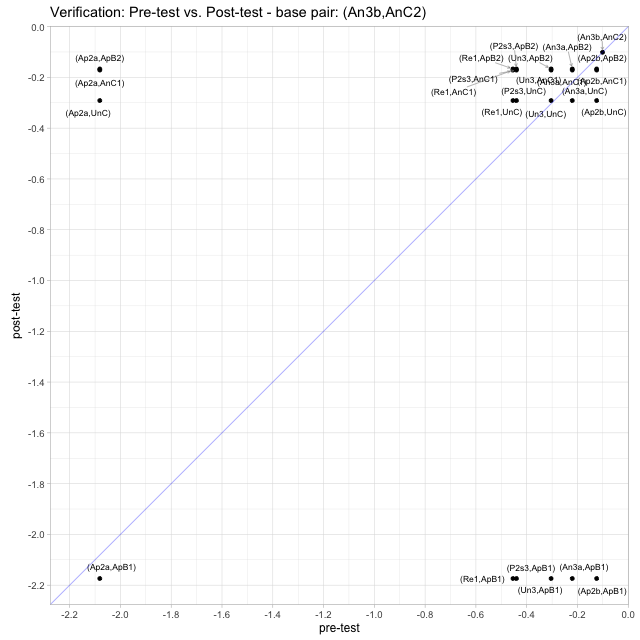 Verification: Pre-test vs. Post-test - base pair: (An3b,AnC2)
0.0
(An3b,AnC2)
(P2s3,ApB2)
(An3a,ApB2)
(Ap2a,ApB2)
(Re1,ApB2)
(Un3,ApB2)
(Ap2b,ApB2)
-0.2
(Ap2a,AnC1)
(P2s3,AnC1)
(Un3,AnC1)
(An3a,AnC1)
(Ap2b,AnC1)
(Re1,AnC1)
(P2s3,UnC)
(An3a,UnC)
(Ap2a,UnC)
(Re1,UnC)
(Un3,UnC)
(Ap2b,UnC)
-0.4
-0.6
-0.8
-1.0
-1.2
-1.4
-1.6
-1.8
-2.0
-2.2
post-test
(Ap2a,ApB1)
(P2s3,ApB1)
(An3a,ApB1)
(Re1,ApB1)
(Un3,ApB1)
(Ap2b,ApB1)
-2.2 -2.0 -1.8 -1.6 -1.4 -1.2 -1.0 -0.8 -0.6 -0.4 -0.2 0.0
pre-test